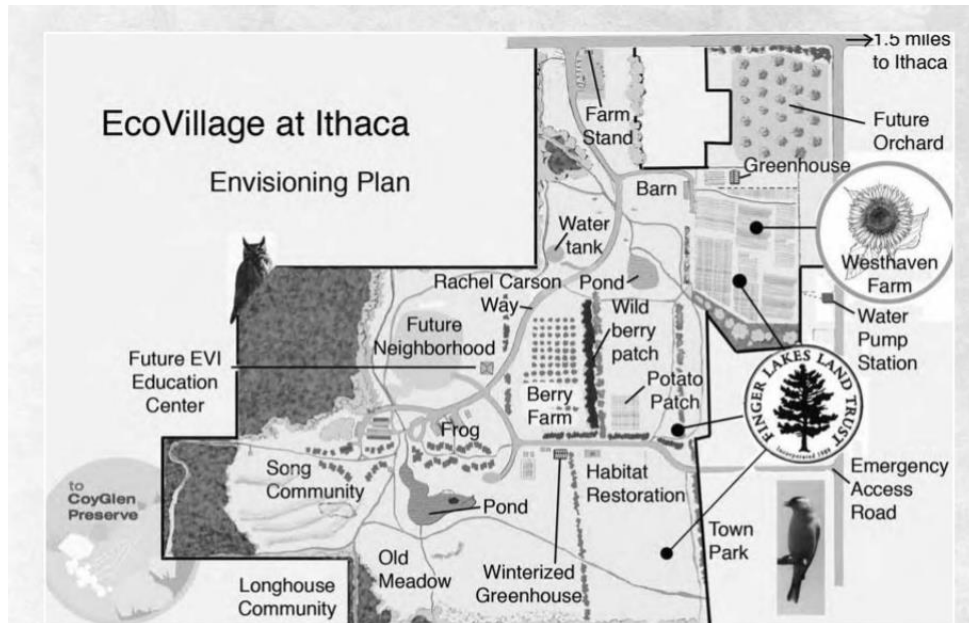 1.5 miles
to Ithaca
EcoVillage at Ithaca
Envisioning Plan
Farm
Stand
Future
Orchard
Greenhouse
Barn
Water
tank
Westhaven
Farm
Rachel Carson
Way
Pond
Wild
berry
patch
Water
Pump
Station
Future
Neighborhood
Future EVI
Education
Center
Potato
Patch
Berry
Farm
FINGER LAKES LAND TRUST
Incorporated 1989
Frog
Song
Community
Habitat
Restoration
Emergency
Access
Road
to
CoyGlen
Preserve
Pond
Town
Park
Old
Meadow
Winterized
Greenhouse
Longhouse
Community